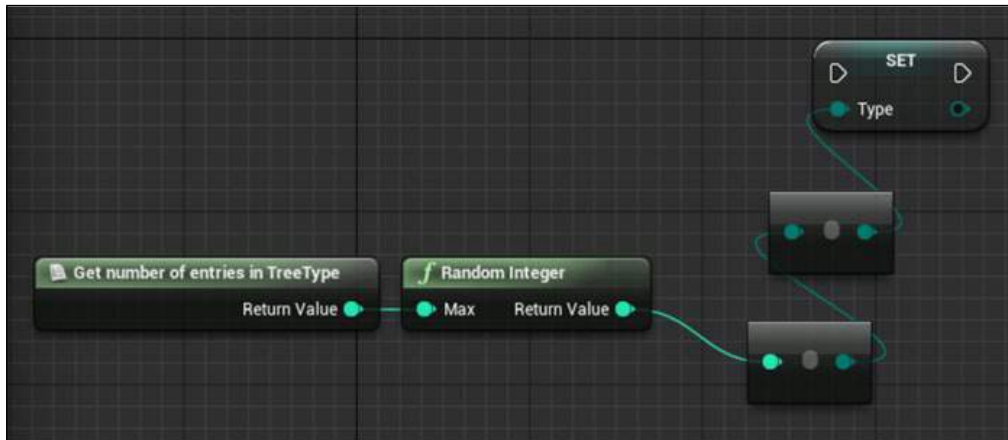 SET
Type
Get number of entries in TreeType
Return Value
f Random Integer
Max
Return Value